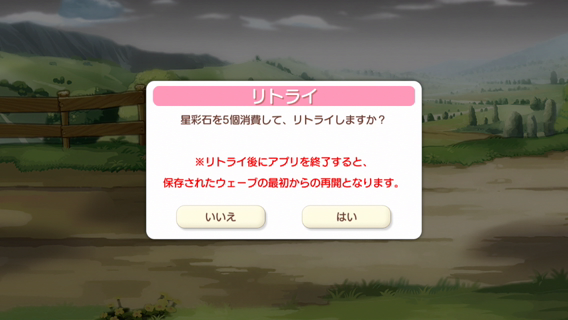 リトライ
星彩石を5個消費して、リトライしますか？
※リトライ後にアプリを終了すると、
保存されたウェーブの最初からの再開となります。
いいえ
はい